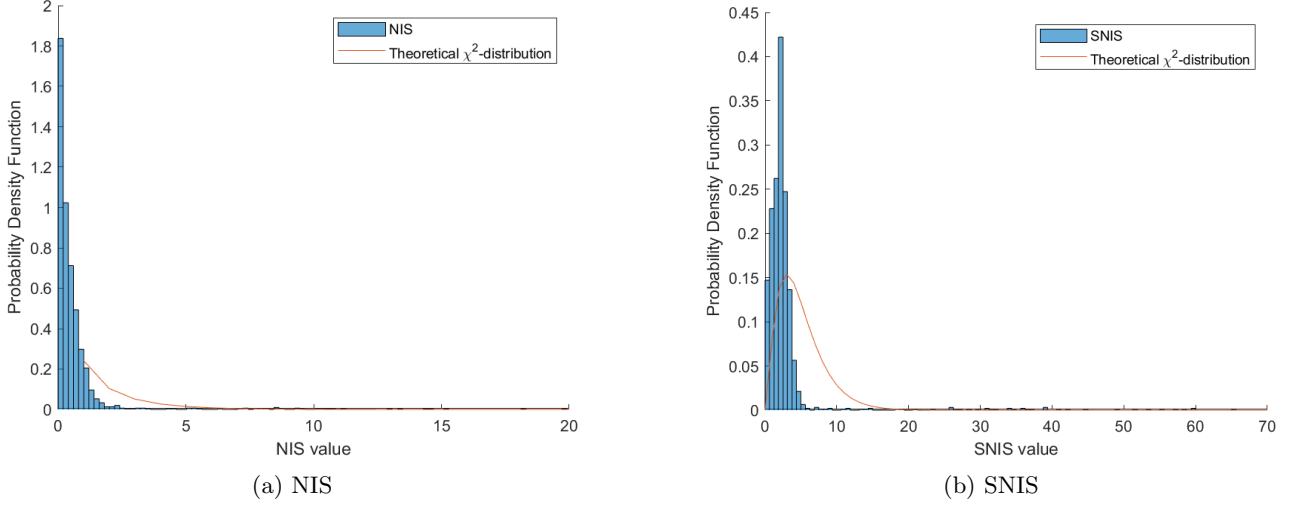 2
1.8
1.6
1.4
1.2
1
0.8
0.6
0.4
0.2
0
Probability Density Function
NIS
Theoretical χ²-distribution
0 5 10 15 20
NIS value
(a) NIS
0.45
0.4
0.35
0.3
0.25
0.2
0.15
0.1
0.05
0
Probability Density Function
SNIS
Theoretical χ²-distribution
0 10 20 30 40 50 60 70
SNIS value
(b) SNIS